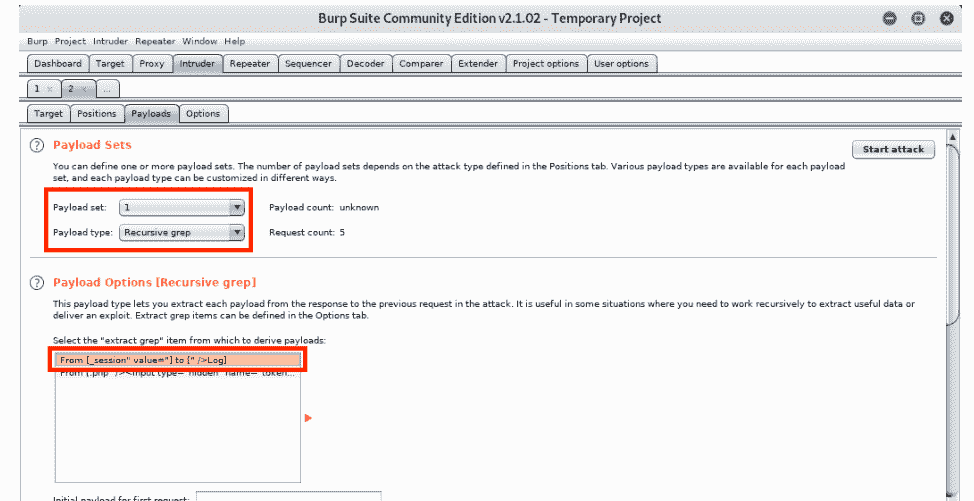 Burp Suite Community Edition v2.1.02 - Temporary Project
Burp Project Intruder Repeater Window Help
Dashboard Target Proxy Intruder Repeater Sequencer Decoder Comparer Extender Project options User options
1 × 2 × ...
Target Positions Payloads Options
? Payload Sets
Start attack
You can define one or more payload sets. The number of payload sets depends on the attack type defined in the Positions tab. Various payload types are available for each payload
set, and each payload type can be customized in different ways.
Payload set: 1 Payload count: unknown
Payload type: Recursive grep Request count: 5
? Payload Options [Recursive grep]
This payload type lets you extract each payload from the response to the previous request in the attack. It is useful in some situations where you need to work recursively to extract useful data or
deliver an exploit. Extract grep items can be defined in the Options tab.
Select the "extract grep" item from which to derive payloads:
From [_session" value="] to [" />Log]
From [.php" /><input type="hidden" name="token...
Initial payload for first request: